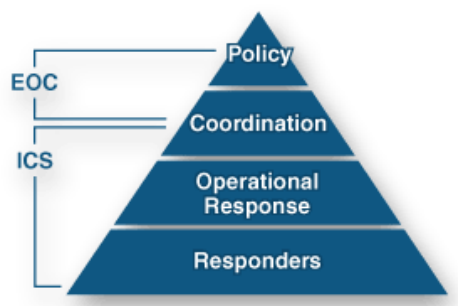 Policy
EOC
Coordination
ICS
Operational
Response
Responders